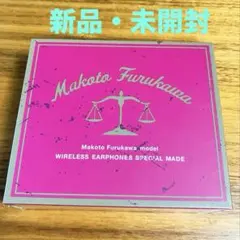 新品・未開封
Makoto Furukawa
Makoto Furukawa model
WIRELESS EARPHONES SPECIAL MADE